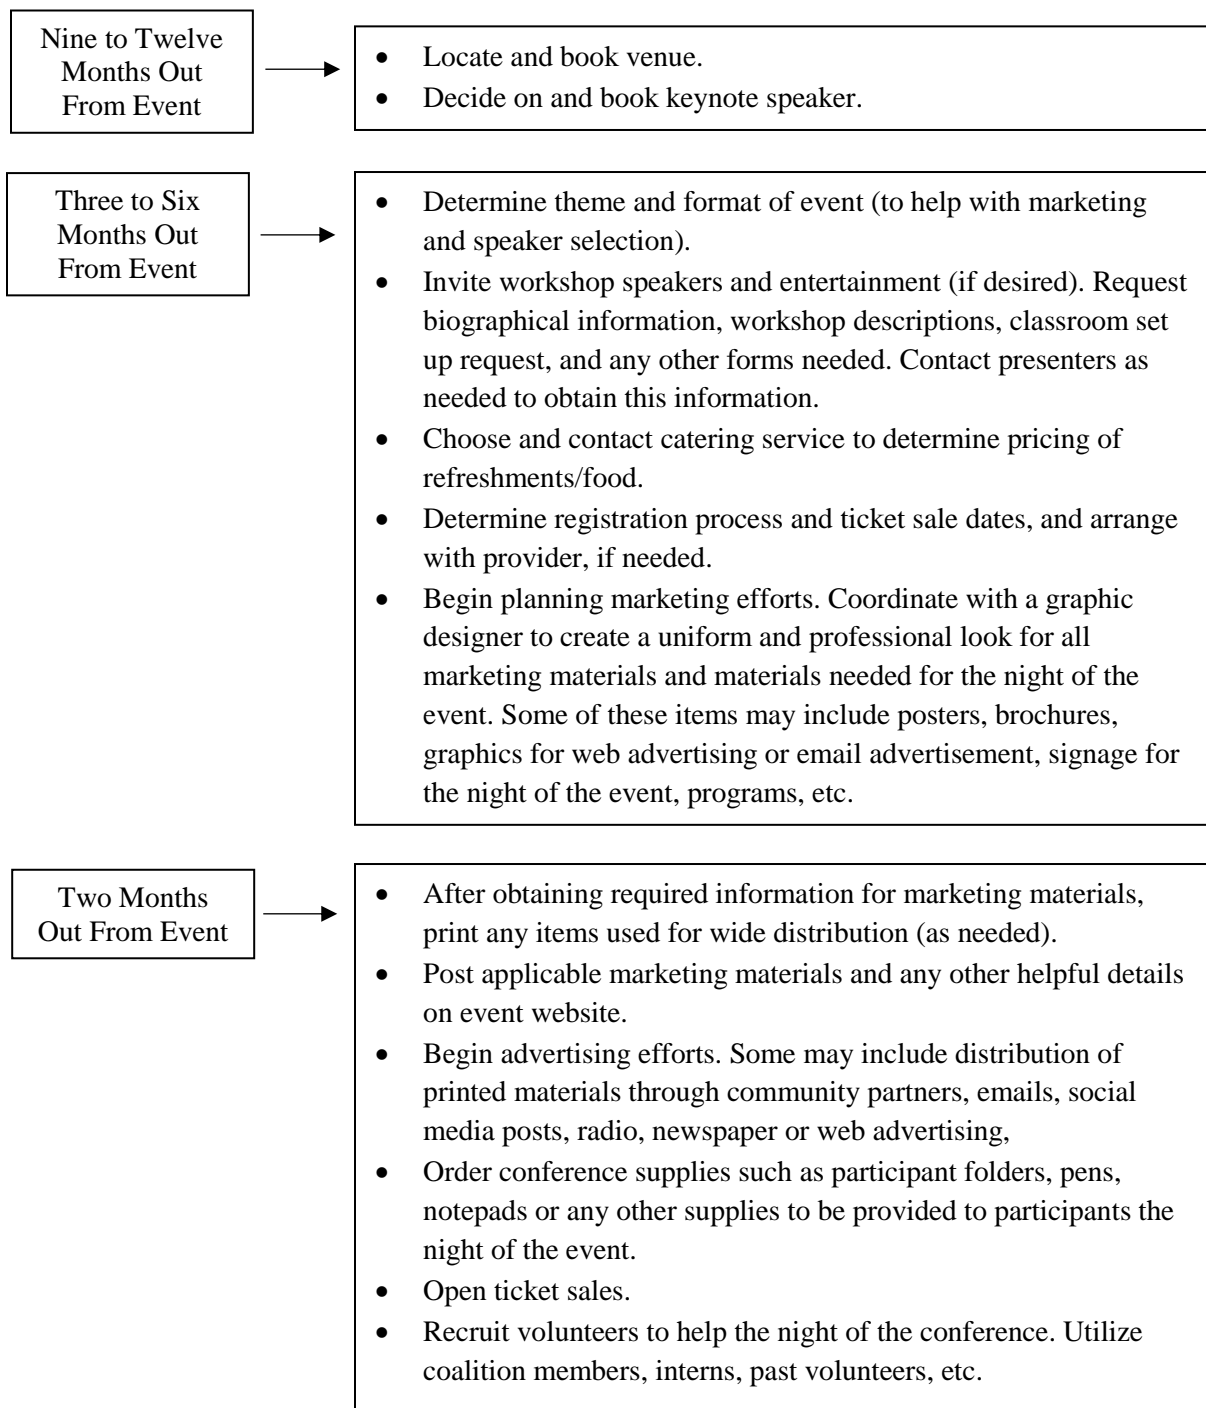 Nine to Twelve
Months Out
From Event
• Locate and book venue.
• Decide on and book keynote speaker.
Three to Six
Months Out
From Event
• Determine theme and format of event (to help with marketing
and speaker selection).
• Invite workshop speakers and entertainment (if desired). Request
biographical information, workshop descriptions, classroom set
up request, and any other forms needed. Contact presenters as
needed to obtain this information.
• Choose and contact catering service to determine pricing of
refreshments/food.
• Determine registration process and ticket sale dates, and arrange
with provider, if needed.
• Begin planning marketing efforts. Coordinate with a graphic
designer to create a uniform and professional look for all
marketing materials and materials needed for the night of the
event. Some of these items may include posters, brochures,
graphics for web advertising or email advertisement, signage for
the night of the event, programs, etc.
Two Months
Out From Event
• After obtaining required information for marketing materials,
print any items used for wide distribution (as needed).
• Post applicable marketing materials and any other helpful details
on event website.
• Begin advertising efforts. Some may include distribution of
printed materials through community partners, emails, social
media posts, radio, newspaper or web advertising,
• Order conference supplies such as participant folders, pens,
notepads or any other supplies to be provided to participants the
night of the event.
• Open ticket sales.
• Recruit volunteers to help the night of the conference. Utilize
coalition members, interns, past volunteers, etc.